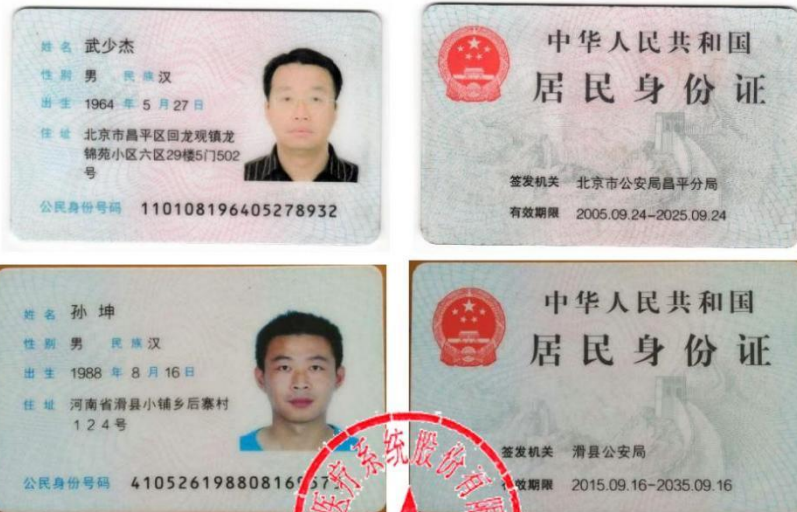 姓名 武少杰
性别 男 民族 汉
出生 1964 年 5 月 27 日
住址 北京市昌平区回龙观镇龙
锦苑小区六区29楼5门502
号
公民身份号码 110108196405278932
中华人民共和国
居民身份证
签发机关 北京市公安局昌平分局
有效期限 2005.09.24-2025.09.24
姓名 孙坤
性别 男 民族 汉
出生 1988 年 8 月 16 日
住址 河南省滑县小铺乡后寨村
124号
公民身份号码
中华人民共和国
居民身份证
签发机关 滑县公安局
效期限 2015.09.16-2035.09.16
医疗系统股份有限